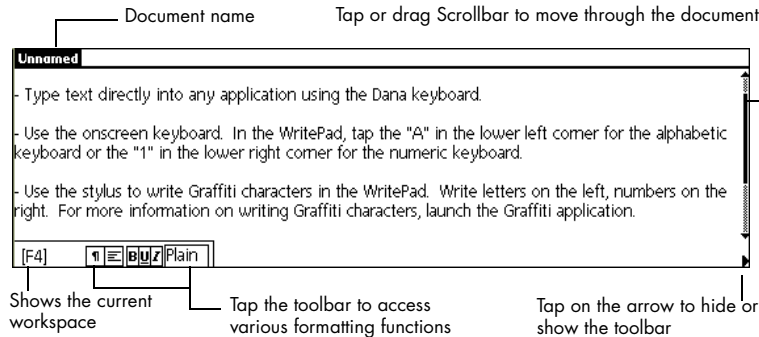 Document name
Tap or drag Scrollbar to move through the document
Unnamed
- Type text directly into any application using the Dana keyboard.
- Use the onscreen keyboard. In the WritePad, tap the "A" in the lower left corner for the alphabetic
keyboard or the "1" in the lower right corner for the numeric keyboard.
- Use the stylus to write Graffiti characters in the WritePad. Write letters on the left, numbers on the
right. For more information on writing Graffiti characters, launch the Graffiti application.
[F4] ¶ B U I Plain
Shows the current
workspace
Tap the toolbar to access
various formatting functions
Tap on the arrow to hide or
show the toolbar